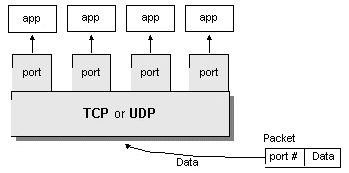 app app app app
port port port port
TCP or UDP
Packet
port # Data
Data